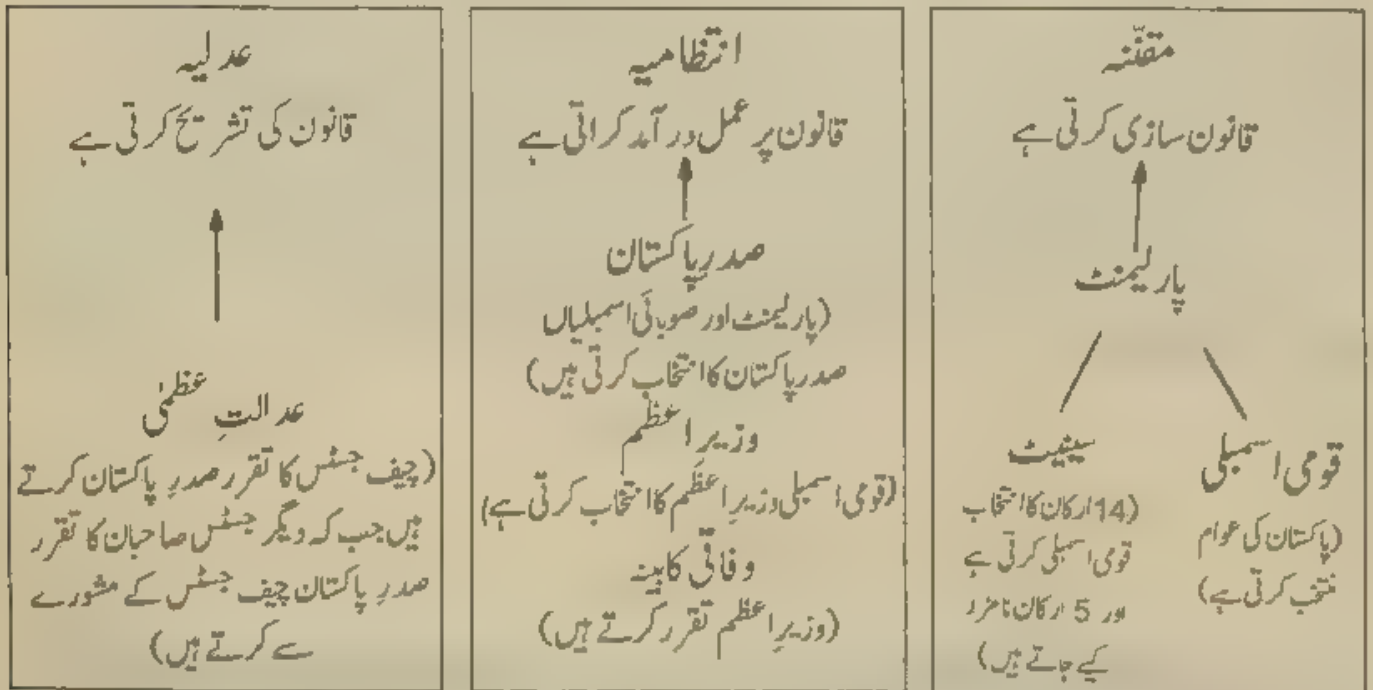 مقنّنہ
قانون سازی کرتی ہے
پارلیمنٹ
قومی اسمبلی
(پاکستان کی عوام
منتخب کرتی ہے)
سینیٹ
(14 ارکان کا انتخاب
قومی اسمبلی کرتی ہے
اور 5 ارکان نامزد
کیے جاتے ہیں)
انتظامیہ
قانون پر عمل در آمد کراتی ہے
صدرِ پاکستان
(پارلیمنٹ اور صوبائی اسمبلیاں
صدر پاکستان کا انتخاب کرتی ہیں)
وزیرِ اعظم
(قومی اسمبلی وزیرِ اعظم کا انتخاب کرتی ہے)
وفاقی کابینہ
(وزیرِ اعظم تقرر کرتے ہیں)
عدلیہ
قانون کی تشریح کرتی ہے
عدالتِ عظمیٰ
(چیف جسٹس کا تقرر صدرِ پاکستان کرتے
ہیں جب کہ دیگر جسٹس صاحبان کا تقرر
صدرِ پاکستان چیف جسٹس کے مشورے
سے کرتے ہیں)